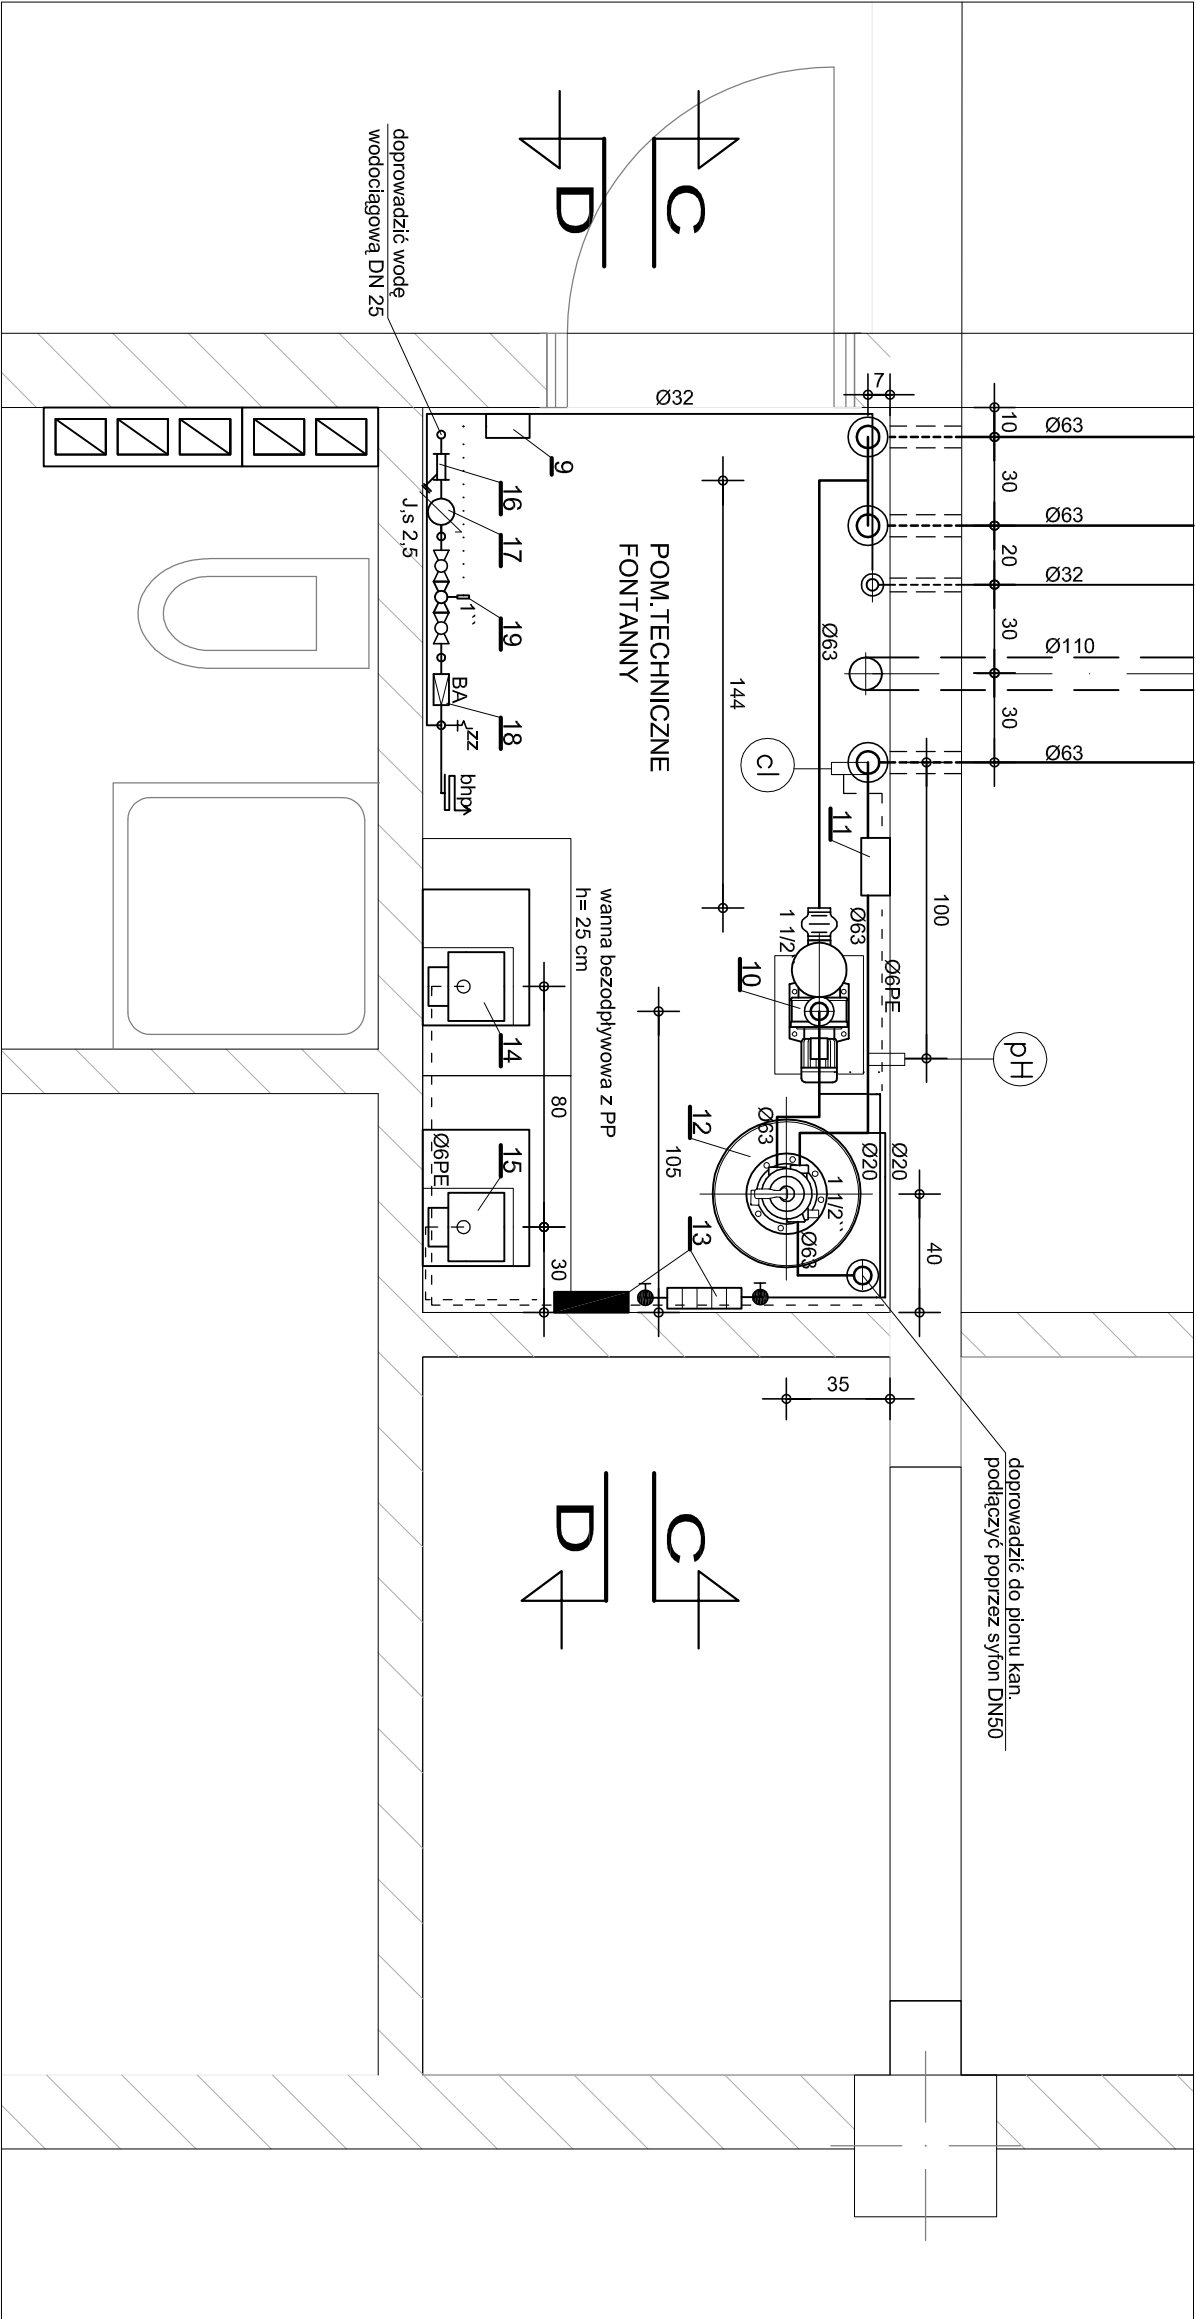 C
D
doprowadzić wodę
wodociągową DN 25
Ø32
7
10
Ø63
30
Ø63
20
Ø32
30
Ø110
30
Ø63
9
16
17
J,s 2,5
19
1``
BA
18
zz
bhp
POM.TECHNICZNE
FONTANNY
144
Ø63
cl
11
100
Ø63
1 1/2``
10
Ø6PE
pH
wanna bezodpływowa z PP
h= 25 cm
14
80
15
Ø6PE
30
105
12
Ø63
Ø20
Ø20
1 1/2``
Ø63
13
40
35
doprowadzić do pionu kan.
podłączyć poprzez syfon DN50
C
D